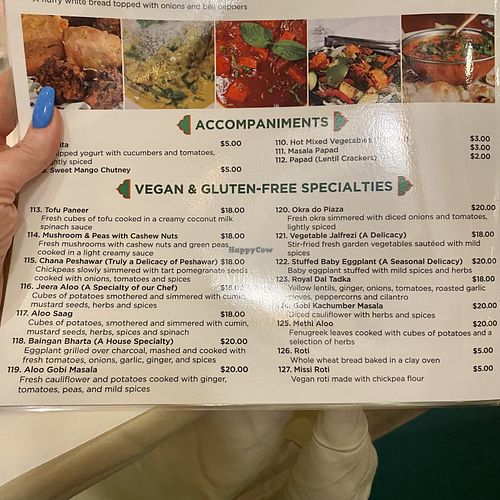 A fluffy white bread topped with onions and bell peppers
ACCOMPANIMENTS
ita $5.00
ipped yogurt with cucumbers and tomatoes,
lightly spiced
Sweet Mango Chutney $5.00
110. Hot Mixed Vegetables $3.00
111. Masala Papad $3.00
112. Papad (Lentil Crackers) $2.00
VEGAN & GLUTEN-FREE SPECIALTIES
113. Tofu Paneer $18.00
Fresh cubes of tofu cooked in a creamy coconut milk
spinach sauce
114. Mushroom & Peas with Cashew Nuts $18.00
Fresh mushrooms with cashew nuts and green peas
cooked in a light creamy sauce
115. Chana Peshawar (Truly a Delicacy of Peshawar) $18.00
Chickpeas slowly simmered with tart pomegranate seeds
cooked with onions, tomatoes and spices
116. Jeera Aloo (A Specialty of our Chef) $18.00
Cubes of potatoes smothered and simmered with cumin,
mustard seeds, herbs and spices
117. Aloo Saag $18.00
Cubes of potatoes, smothered and simmered with cumin,
mustard seeds, herbs, spices and spinach
118. Baingan Bharta (A House Specialty) $20.00
Eggplant grilled over charcoal, mashed and cooked with
fresh tomatoes, onions, garlic, ginger, and spices
119. Aloo Gobi Masala $20.00
Fresh cauliflower and potatoes cooked with ginger,
tomatoes, peas, and mild spices
120. Okra do Piaza $20.00
Fresh okra simmered with diced onions and tomatoes,
lightly spiced
121. Vegetable Jalfrezi (A Delicacy) $18.00
Stir-fried fresh garden vegetables sautéed with mild
spices
122. Stuffed Baby Eggplant (A Seasonal Delicacy) $20.00
Baby eggplant stuffed with mild spices and herbs
123. Royal Dal Tadka $18.00
Yellow lentils, ginger, onions, tomatoes, roasted garlic
cloves, peppercorns and cilantro
124. Gobi Kachumber Masala $20.00
Diced cauliflower with herbs and spices
125. Methi Aloo $20.00
Fenugreek leaves cooked with cubes of potatoes and a
selection of herbs
126. Roti $5.00
Whole wheat bread baked in a clay oven
127. Missi Roti $5.00
Vegan roti made with chickpea flour
HappyCow